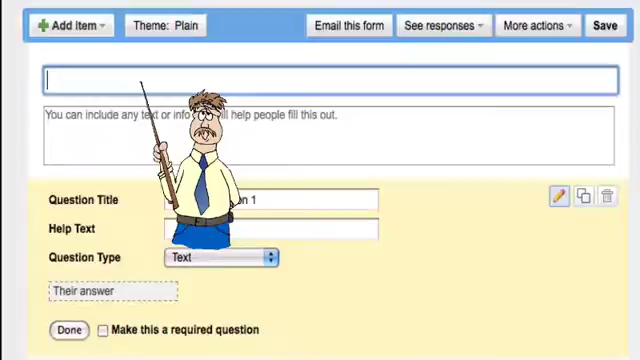 Add Item Theme: Plain Email this form See responses More actions Save
You can include any text or info help people fill this out.
Question Title n 1
Help Text
Question Type Text
Their answer
Done Make this a required question